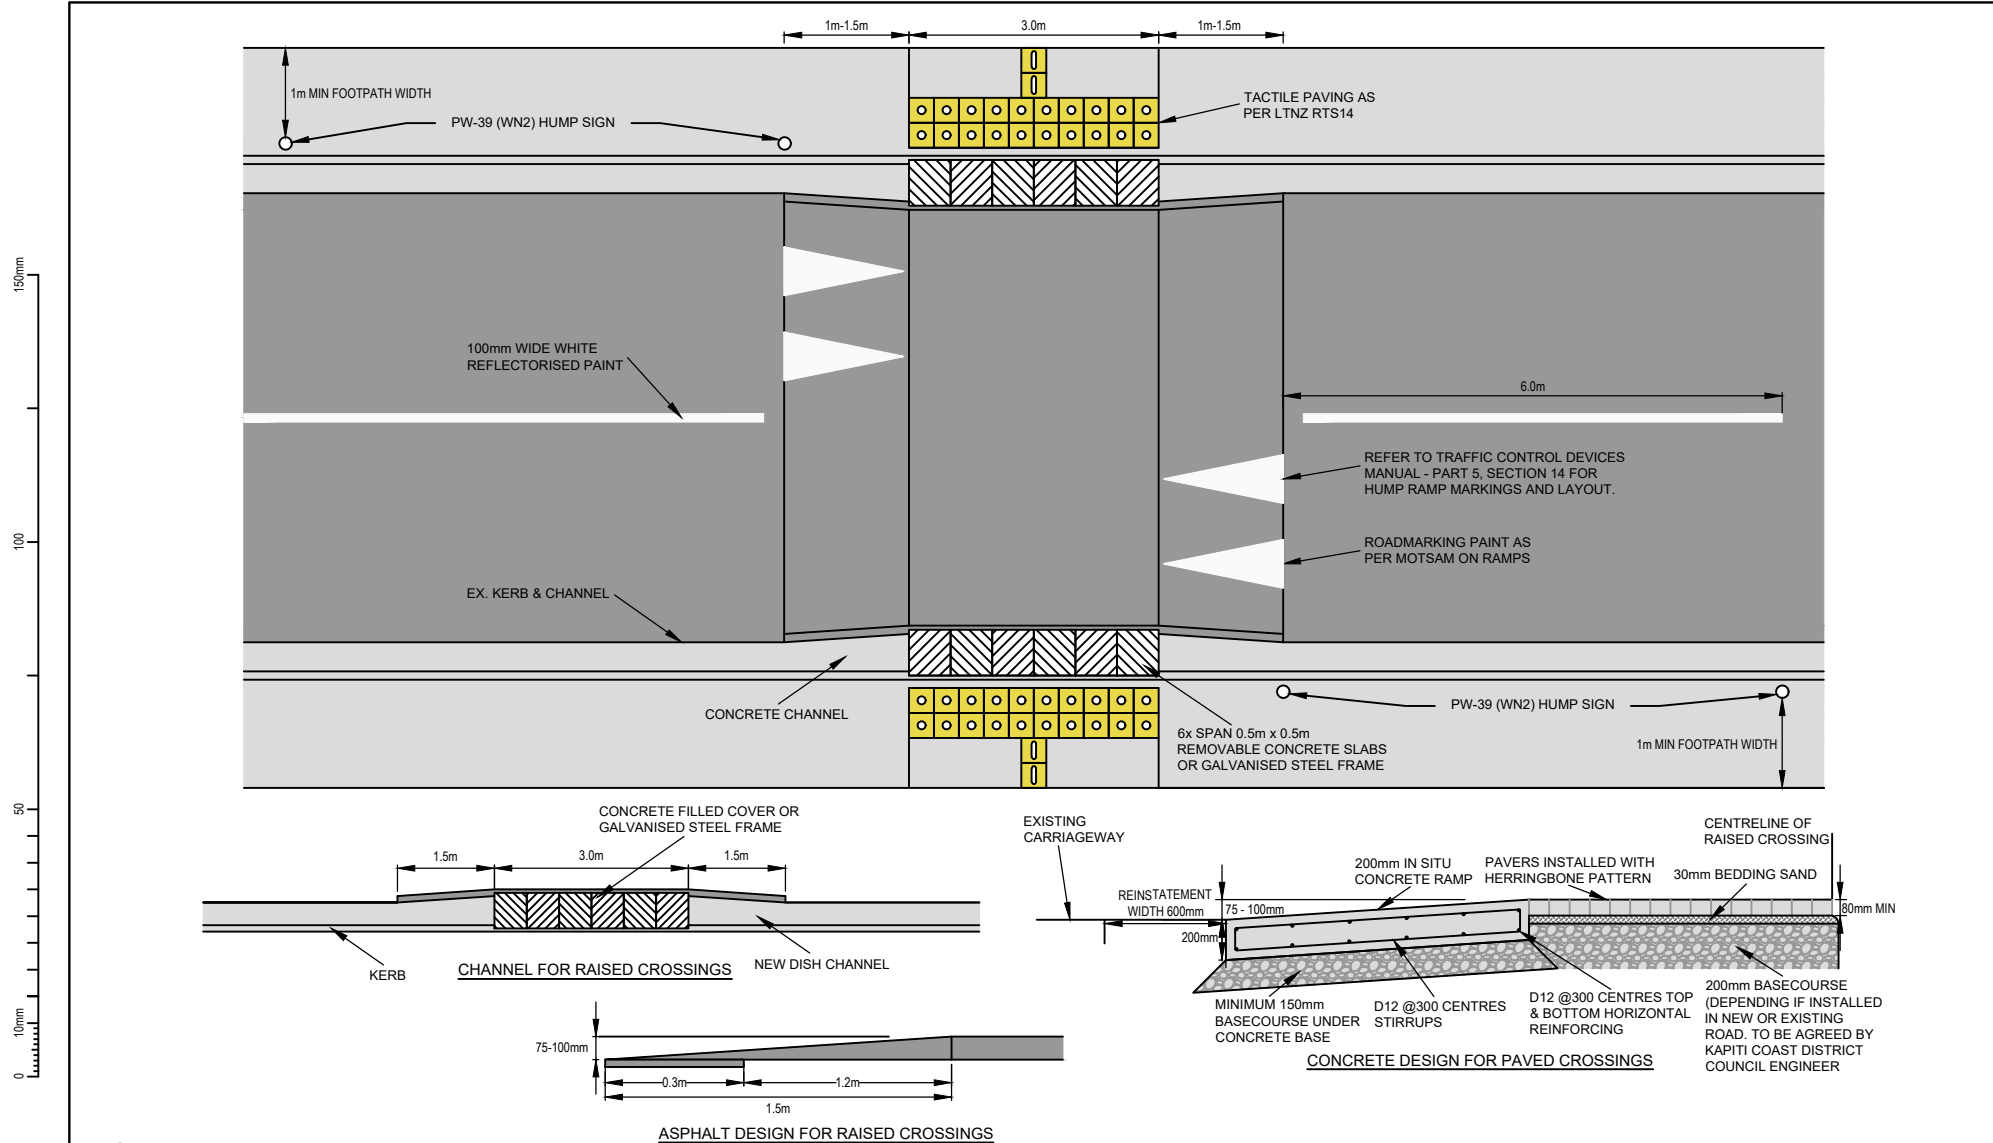 1m-1.5m
3.0m
1m-1.5m
1m MIN FOOTPATH WIDTH
PW-39 (WN2) HUMP SIGN
TACTILE PAVING AS
PER LTNZ RTS14
150mm
100mm WIDE WHITE
REFLECTORISED PAINT
6.0m
REFER TO TRAFFIC CONTROL DEVICES
MANUAL - PART 5, SECTION 14 FOR
HUMP RAMP MARKINGS AND LAYOUT.
100
ROADMARKING PAINT AS
PER MOTSAM ON RAMPS
EX. KERB & CHANNEL
CONCRETE CHANNEL
PW-39 (WN2) HUMP SIGN
6x SPAN 0.5m x 0.5m
REMOVABLE CONCRETE SLABS
OR GALVANISED STEEL FRAME
1m MIN FOOTPATH WIDTH
50
10mm
0
CONCRETE FILLED COVER OR
GALVANISED STEEL FRAME
1.5m
3.0m
1.5m
KERB
NEW DISH CHANNEL
CHANNEL FOR RAISED CROSSINGS
75-100mm
0.3m
1.2m
1.5m
ASPHALT DESIGN FOR RAISED CROSSINGS
EXISTING
CARRIAGEWAY
CENTRELINE OF
RAISED CROSSING
200mm IN SITU
CONCRETE RAMP
PAVERS INSTALLED WITH
HERRINGBONE PATTERN
30mm BEDDING SAND
REINSTATEMENT
WIDTH 600mm
75 - 100mm
80mm MIN
200mm
MINIMUM 150mm
BASECOURSE UNDER
CONCRETE BASE
D12 @300 CENTRES
STIRRUPS
D12 @300 CENTRES TOP
& BOTTOM HORIZONTAL
REINFORCING
200mm BASECOURSE
(DEPENDING IF INSTALLED
IN NEW OR EXISTING
ROAD. TO BE AGREED BY
KAPITI COAST DISTRICT
COUNCIL ENGINEER
CONCRETE DESIGN FOR PAVED CROSSINGS